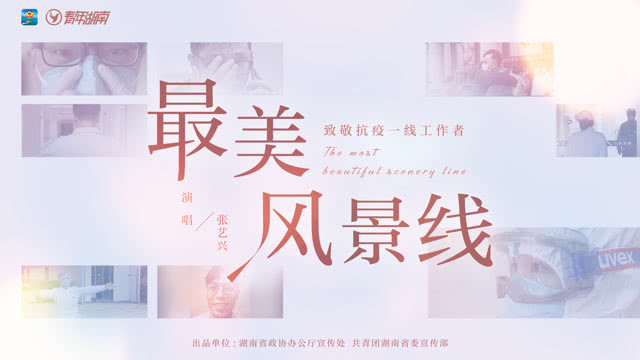 青年湖南
最美
风景线
致敬抗疫一线工作者
The most
beautiful scenery line
演唱/张艺兴
uvex
出品单位:湖南省政协办公厅宣传处 共青团湖南省委宣传部